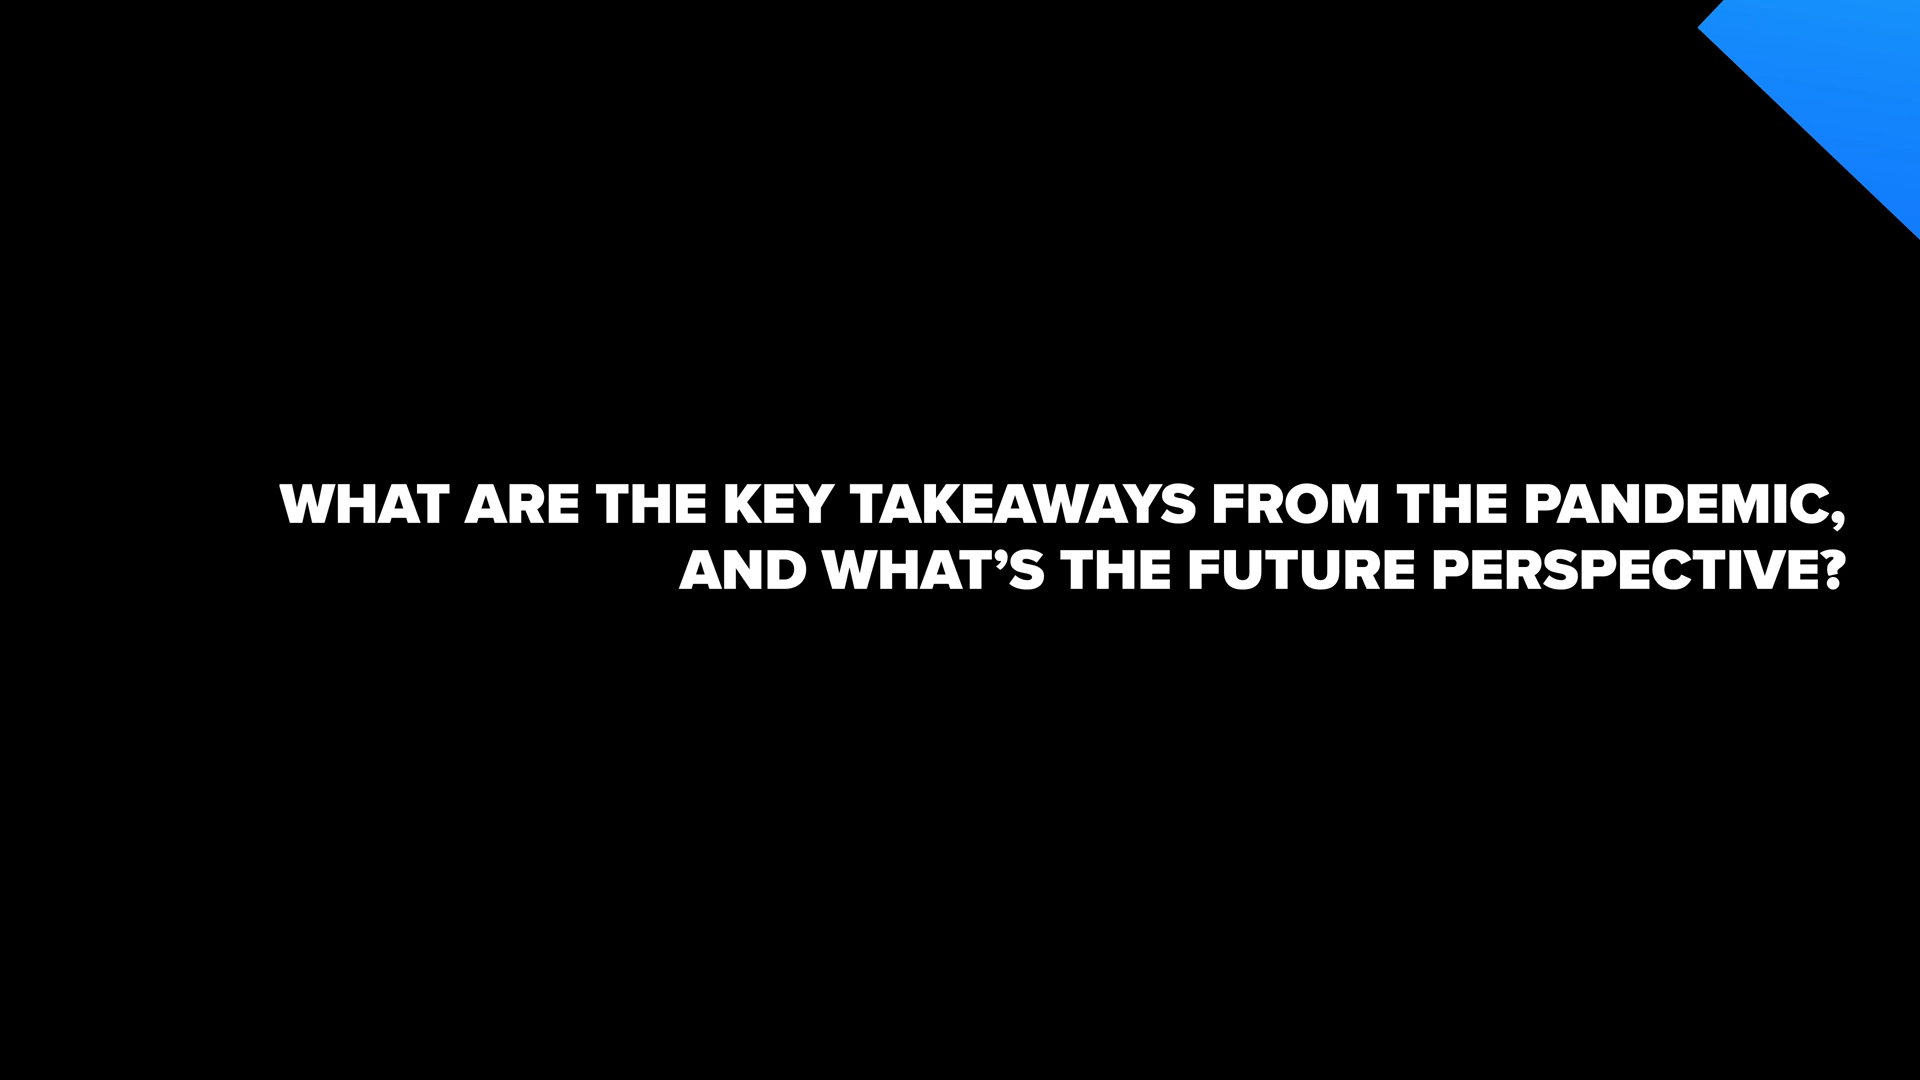 WHAT ARE THE KEY TAKEAWAYS FROM THE PANDEMIC,
AND WHAT’S THE FUTURE PERSPECTIVE?